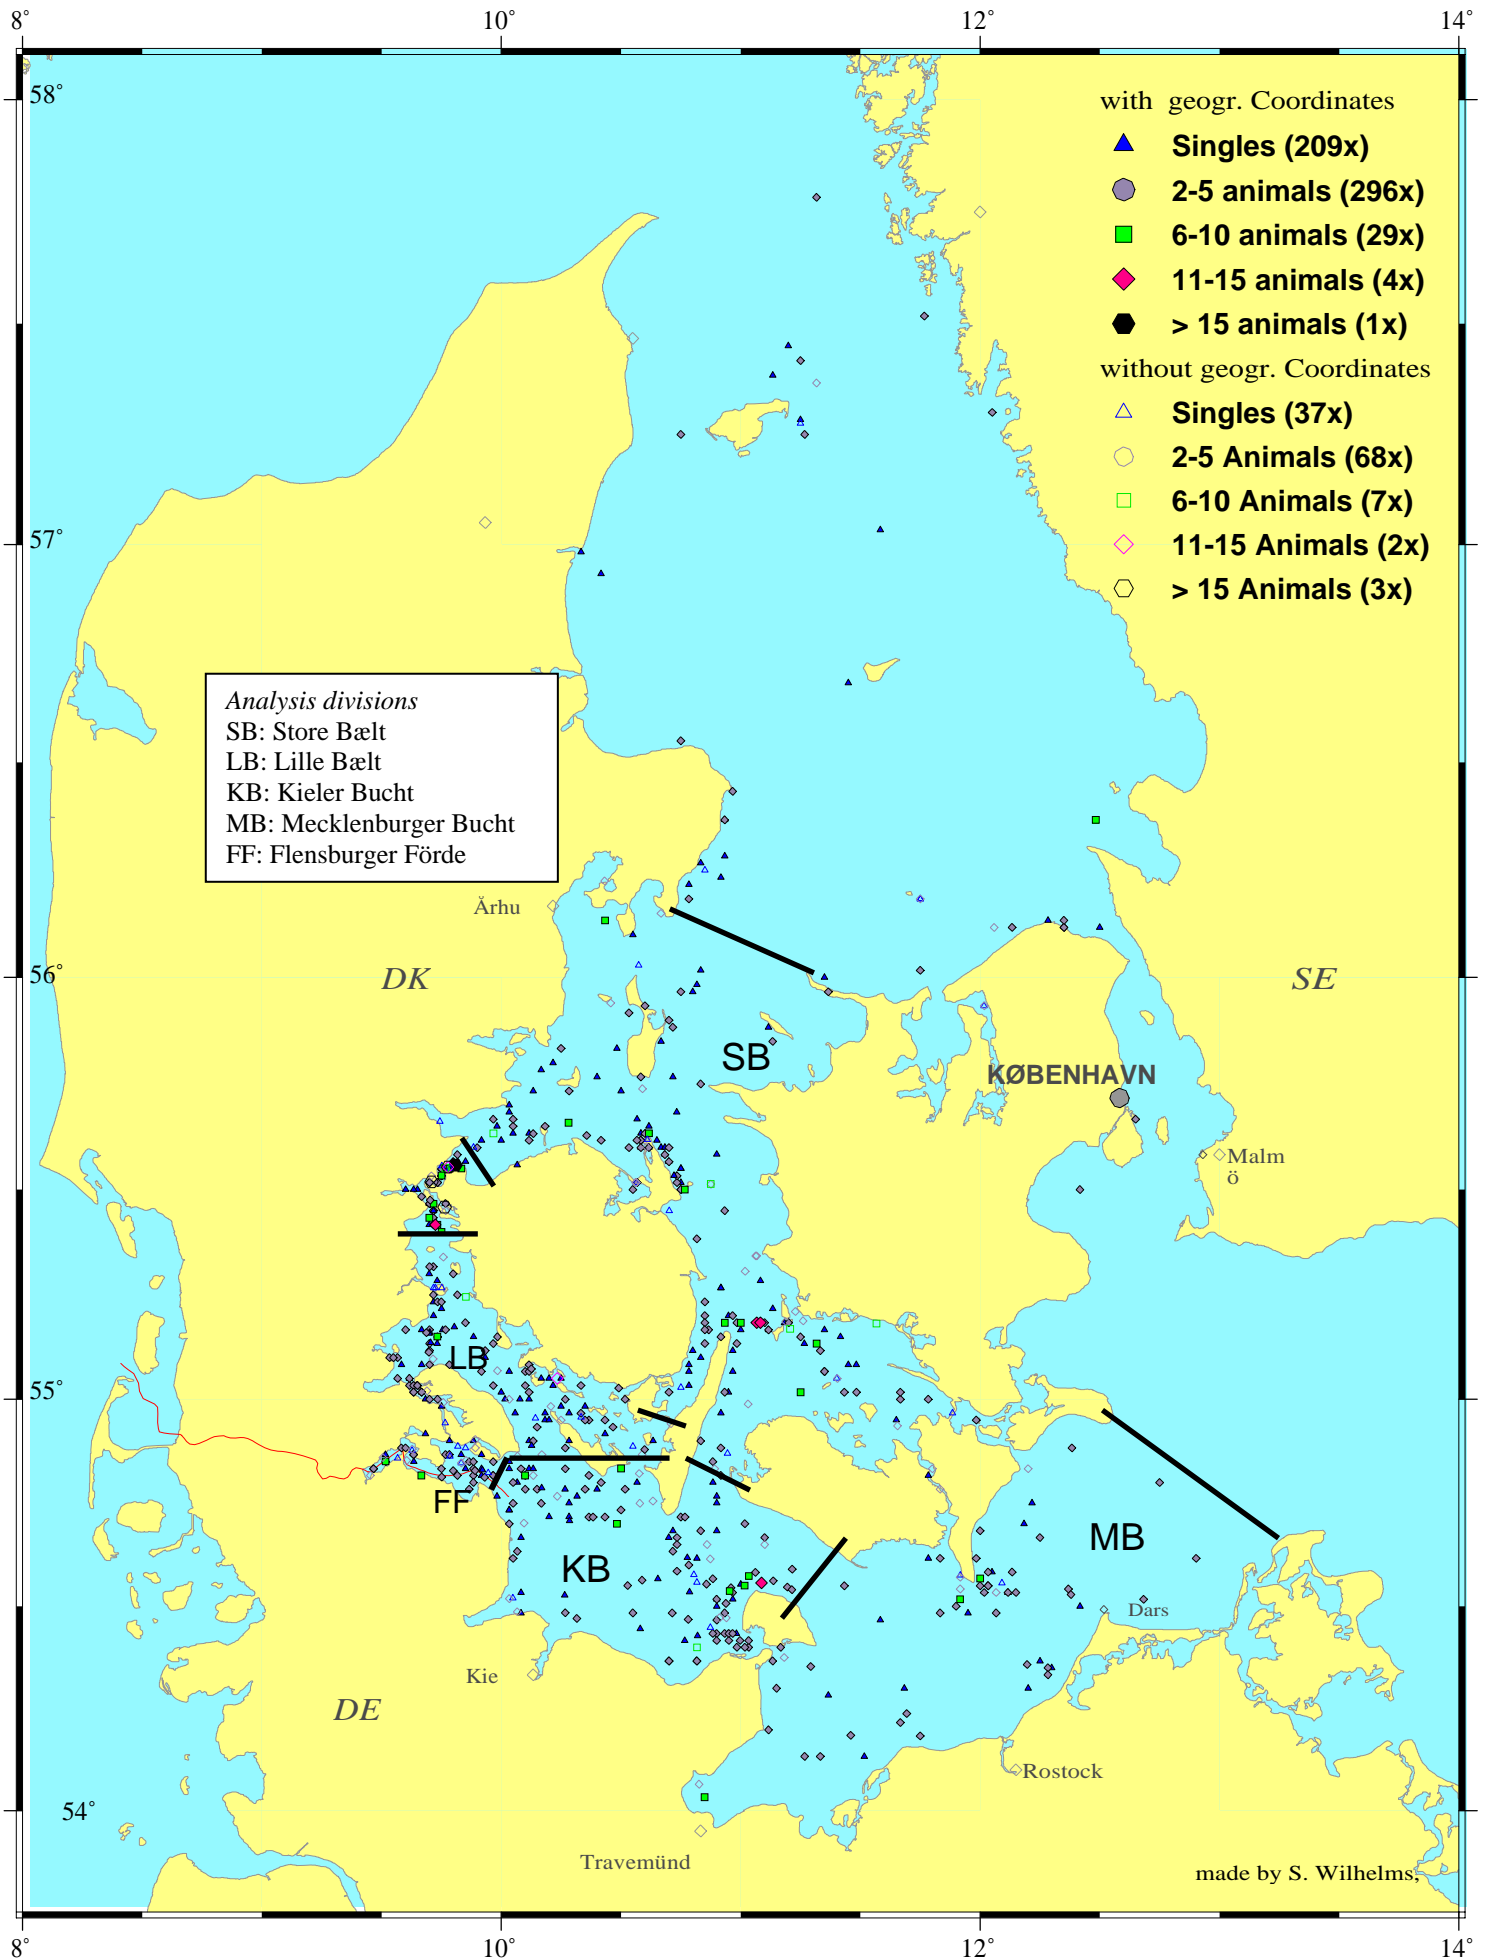 8° 10° 12° 14°
58°
with geogr. Coordinates
Singles (209x)
2-5 animals (296x)
6-10 animals (29x)
11-15 animals (4x)
> 15 animals (1x)
without geogr. Coordinates
Singles (37x)
2-5 Animals (68x)
6-10 Animals (7x)
11-15 Animals (2x)
> 15 Animals (3x)
57°
Analysis divisions
SB: Store Bælt
LB: Lille Bælt
KB: Kieler Bucht
MB: Mecklenburger Bucht
FF: Flensburger Förde
Århu
56°
DK
SE
SB
KØBENHAVN
Malm
ö
LB
55°
FF
MB
KB
Dars
Kie
DE
Rostock
54°
Travemünd
made by S. Wilhelms,
8° 10° 12° 14°